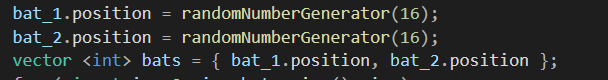 bat_1.position = randomNumberGenerator(16);
bat_2.position = randomNumberGenerator(16);
vector <int> bats = { bat_1.position, bat_2.position };